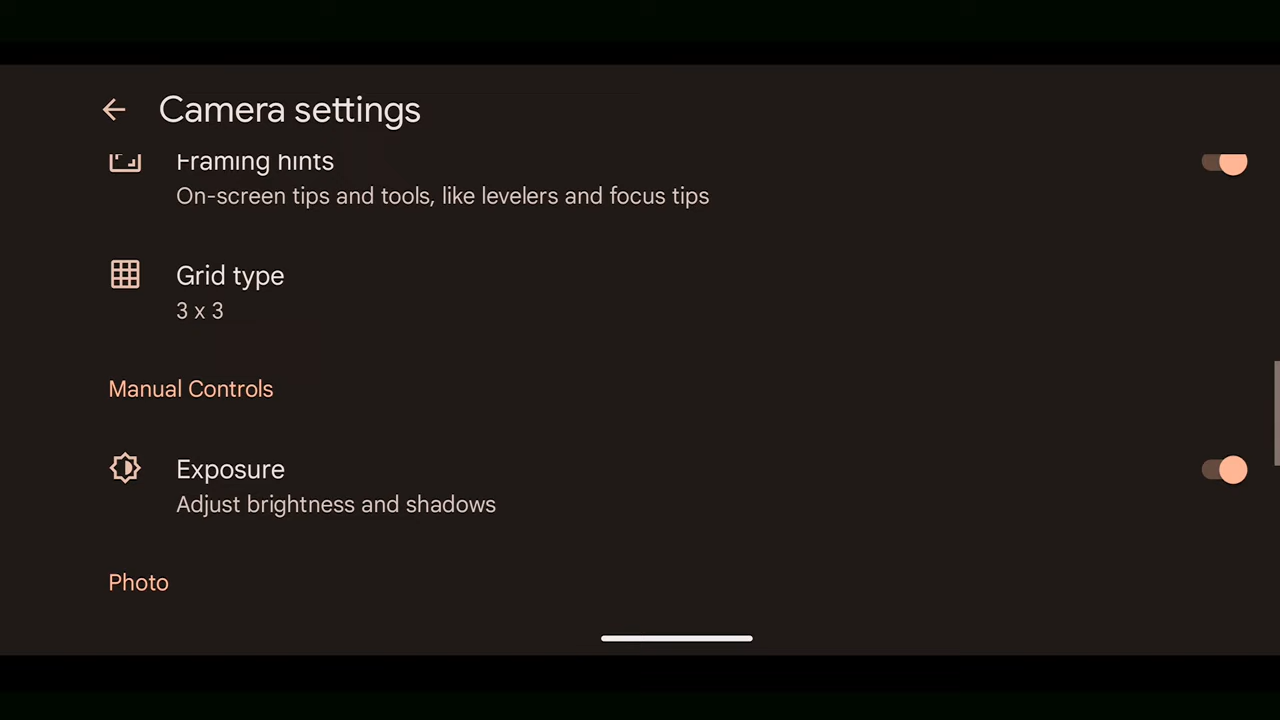 Camera settings
Framing hints
On-screen tips and tools, like levelers and focus tips
Grid type
3 x 3
Manual Controls
Exposure
Adjust brightness and shadows
Photo